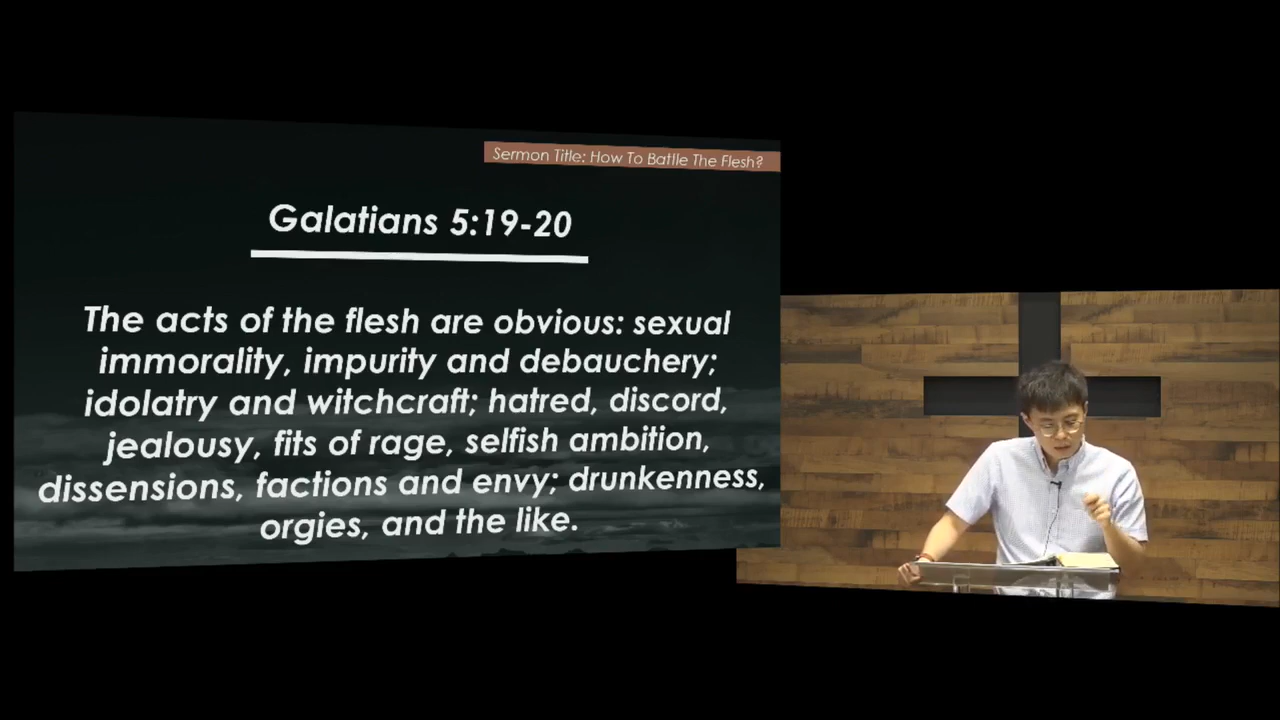 Sermon Title: How To Battle The Flesh?
Galatians 5:19-20
The acts of the flesh are obvious: sexual
immorality, impurity and debauchery;
idolatry and witchcraft; hatred, discord,
jealousy, fits of rage, selfish ambition,
dissensions, factions and envy; drunkenness,
orgies, and the like.